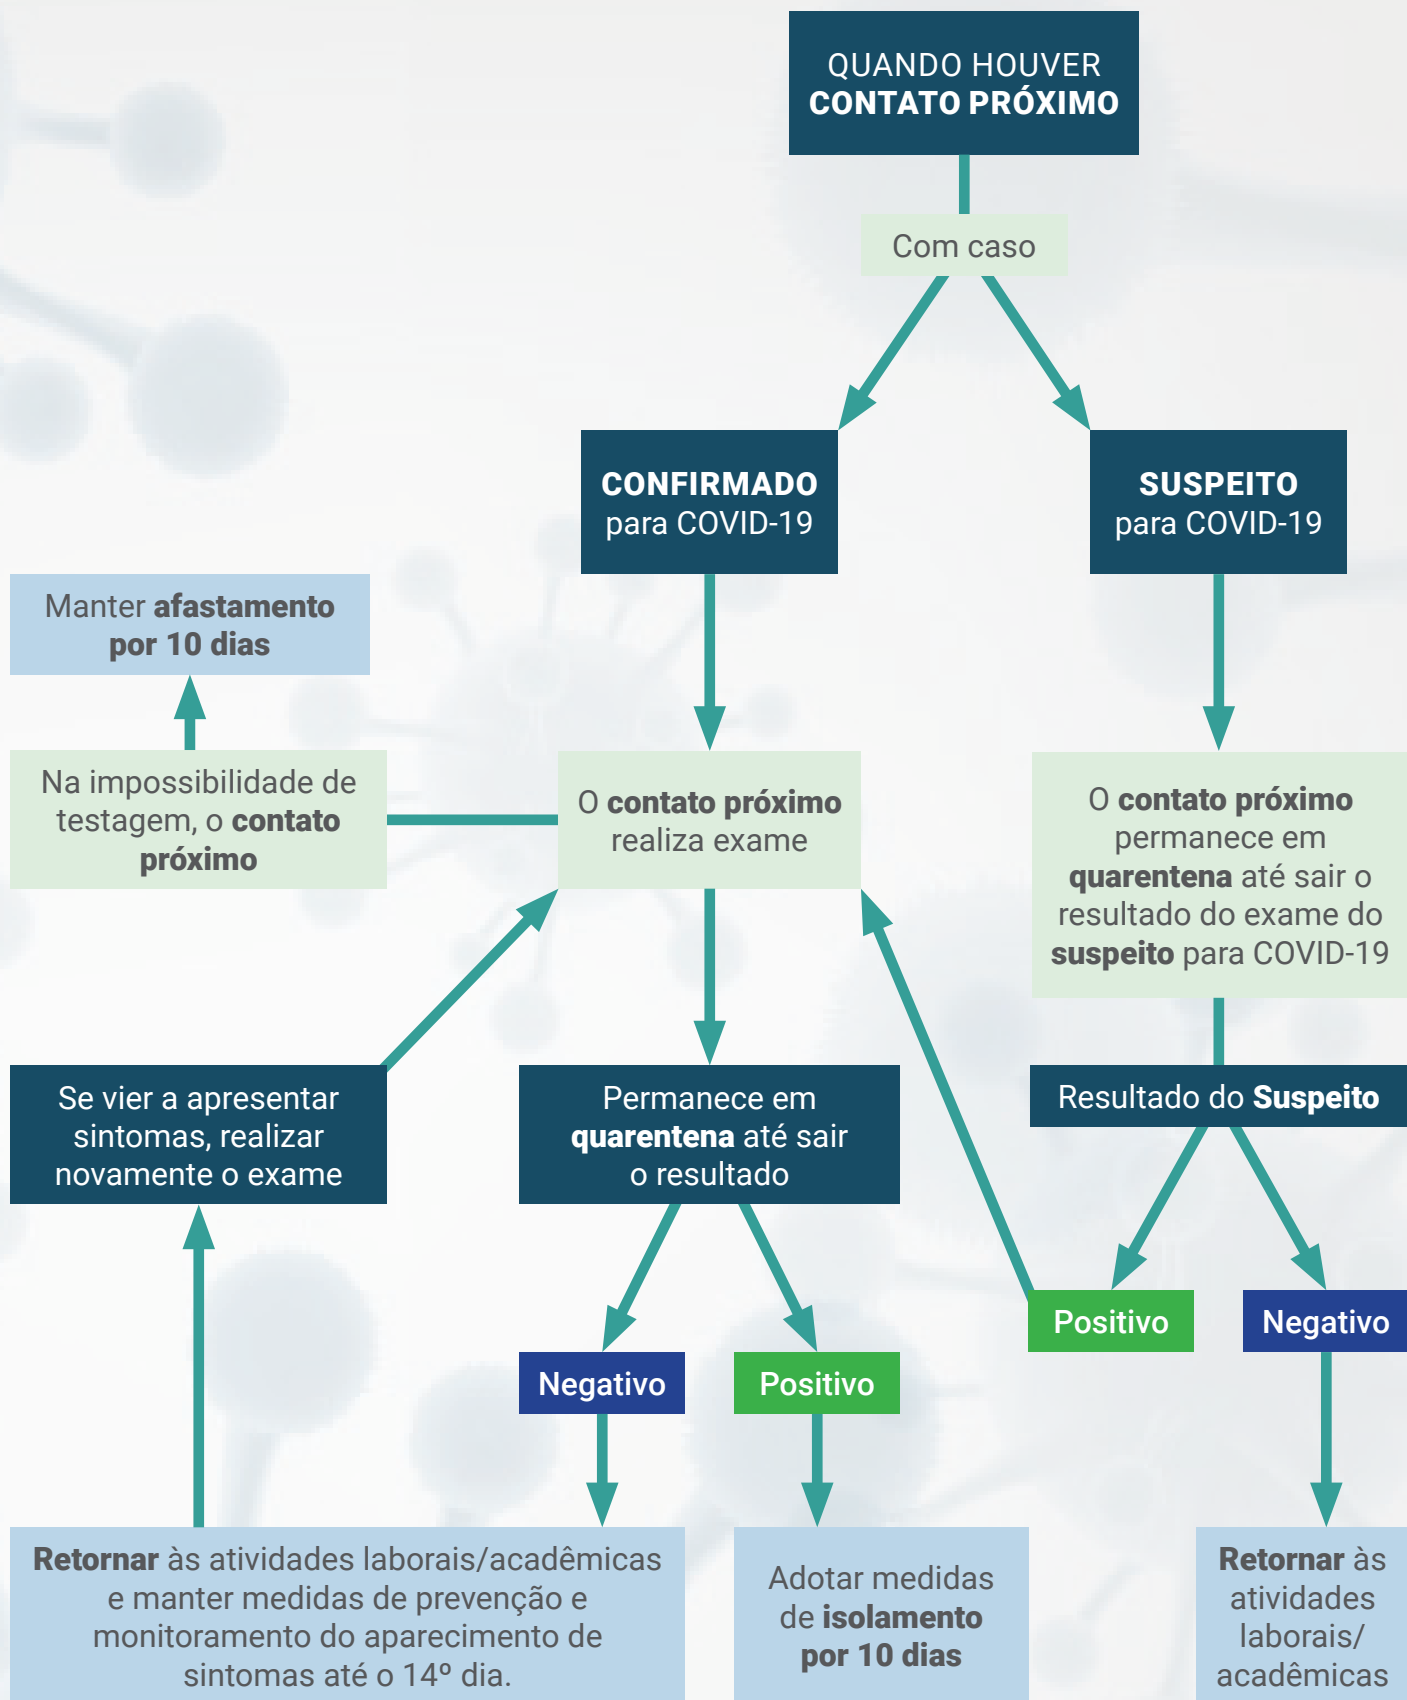 QUANDO HOUVER
CONTATO PRÓXIMO
Com caso
CONFIRMADO
para COVID-19
SUSPEITO
para COVID-19
Manter afastamento
por 10 dias
Na impossibilidade de
testagem, o contato
próximo
O contato próximo
realiza exame
O contato próximo
permanece em
quarentena até sair o
resultado do exame do
suspeito para COVID-19
Se vier a apresentar
sintomas, realizar
novamente o exame
Permanece em
quarentena até sair
o resultado
Resultado do Suspeito
Positivo
Negativo
Negativo
Positivo
Retornar às atividades laborais/acadêmicas
e manter medidas de prevenção e
monitoramento do aparecimento de
sintomas até o 14º dia.
Adotar medidas
de isolamento
por 10 dias
Retornar às
atividades
laborais/
acadêmicas